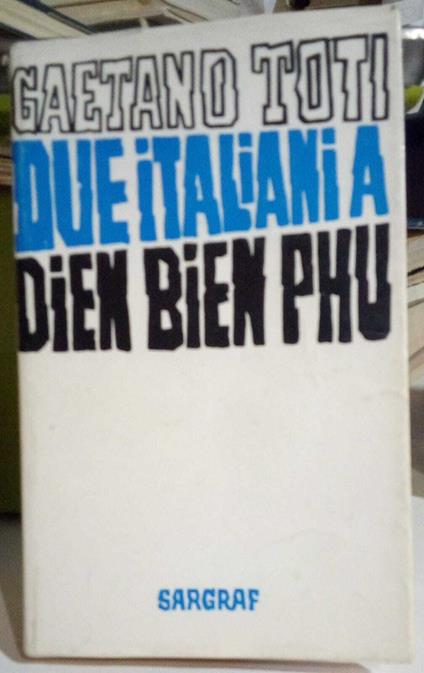 GAETANO TOTI
DUE iTALiANi A
DiEN BiEN PHU
SARGRAF